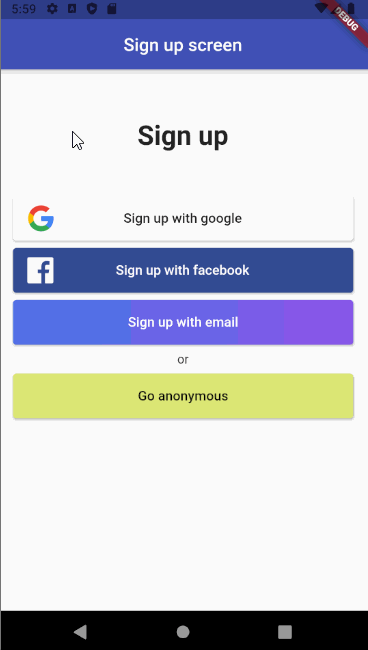 5:59
DEBUG
Sign up screen
Sign up
Sign up with google
Sign up with facebook
Sign up with email
or
Go anonymous